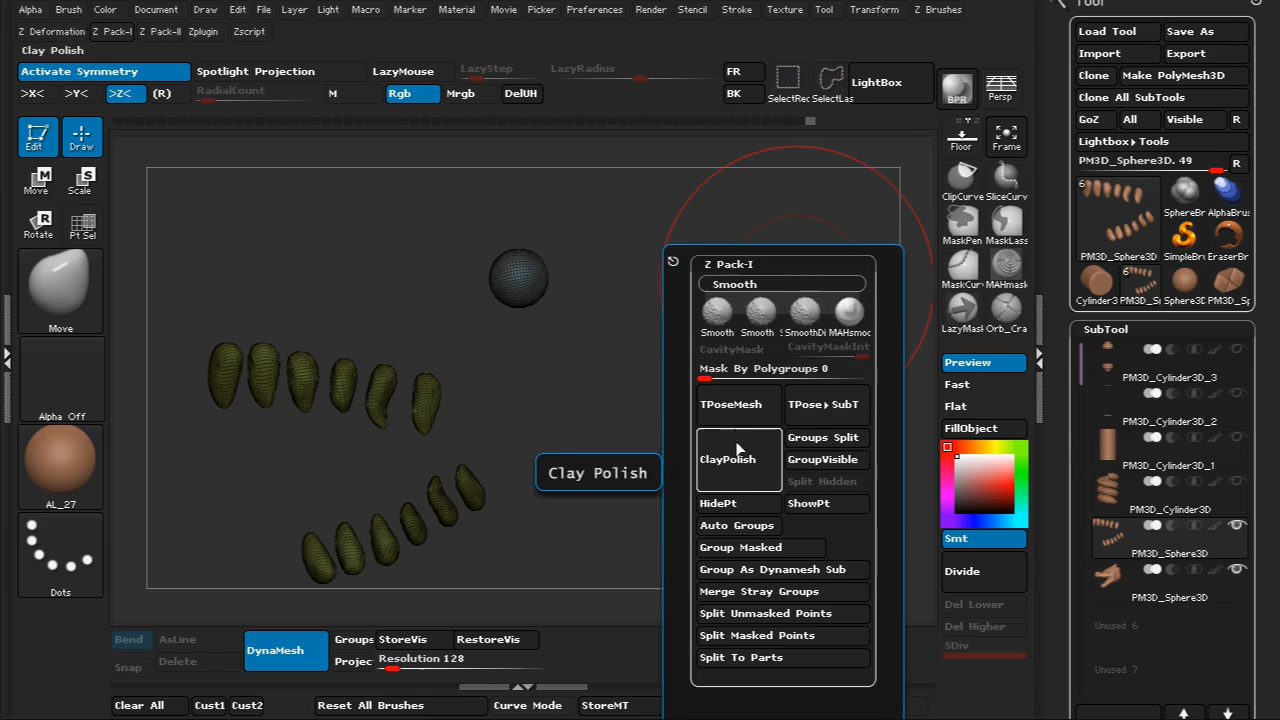 Alpha Brush Color Document Draw Edit File Layer Light Macro Marker Material Movie Picker Preferences Render Stencil Stroke Texture Tool Transform Z Brushes
Z Deformation Z Pack-I Z Pack-II Zplugin Zscript
Clay Polish
Activate Symmetry Spotlight Projection LazyMouse LazyStep LazyRadius FR LightBox
>X< >Y< >Z< (R) RadialCount M Rgb Mrgb DelUH BK SelectRec SelectLas BPR Persp
Edit Draw
Move Scale
Rotate Pt Sel
Move
Alpha Off
AL_27
Dots
Floor Frame
ClipCurve SliceCurv
MaskPen MaskLass
MaskCur MAHmask
LazyMask Orb_Cra
Preview
Fast
Flat
FillObject
Smt
Divide
Del Lower
Del Higher
SDiv
Tool
Load Tool Save As
Import Export
Clone Make PolyMesh3D
Clone All SubTools
GoZ All Visible R
Lightbox▸Tools
PM3D_Sphere3D. 49 R
6
SphereBr AlphaBrus
PM3D_Sphere3D SimpleBru EraserBr
6
Cylinder3 PM3D_S Sphere3D PM3D_S
SubTool
PM3D_Cylinder3D_3
PM3D_Cylinder3D_2
PM3D_Cylinder3D_1
PM3D_Cylinder3D
PM3D_Sphere3D
PM3D_Sphere3D
Unused 6
Unused 7
Z Pack-I
Smooth
Smooth Smooth SmoothDi MAHsmoo
CavityMask CavityMaskInt
Mask By Polygroups 0
TPoseMesh TPose▸SubT
ClayPolish Groups Split
GroupVisible
Split Hidden
HidePt ShowPt
Auto Groups
Group Masked
Group As Dynamesh Sub
Merge Stray Groups
Split Unmasked Points
Split Masked Points
Split To Parts
Clay Polish
Bend AsLine DynaMesh Groups StoreVis RestoreVis
Snap Delete Projec Resolution 128
Clear All Cust1 Cust2 Reset All Brushes Curve Mode StoreMT